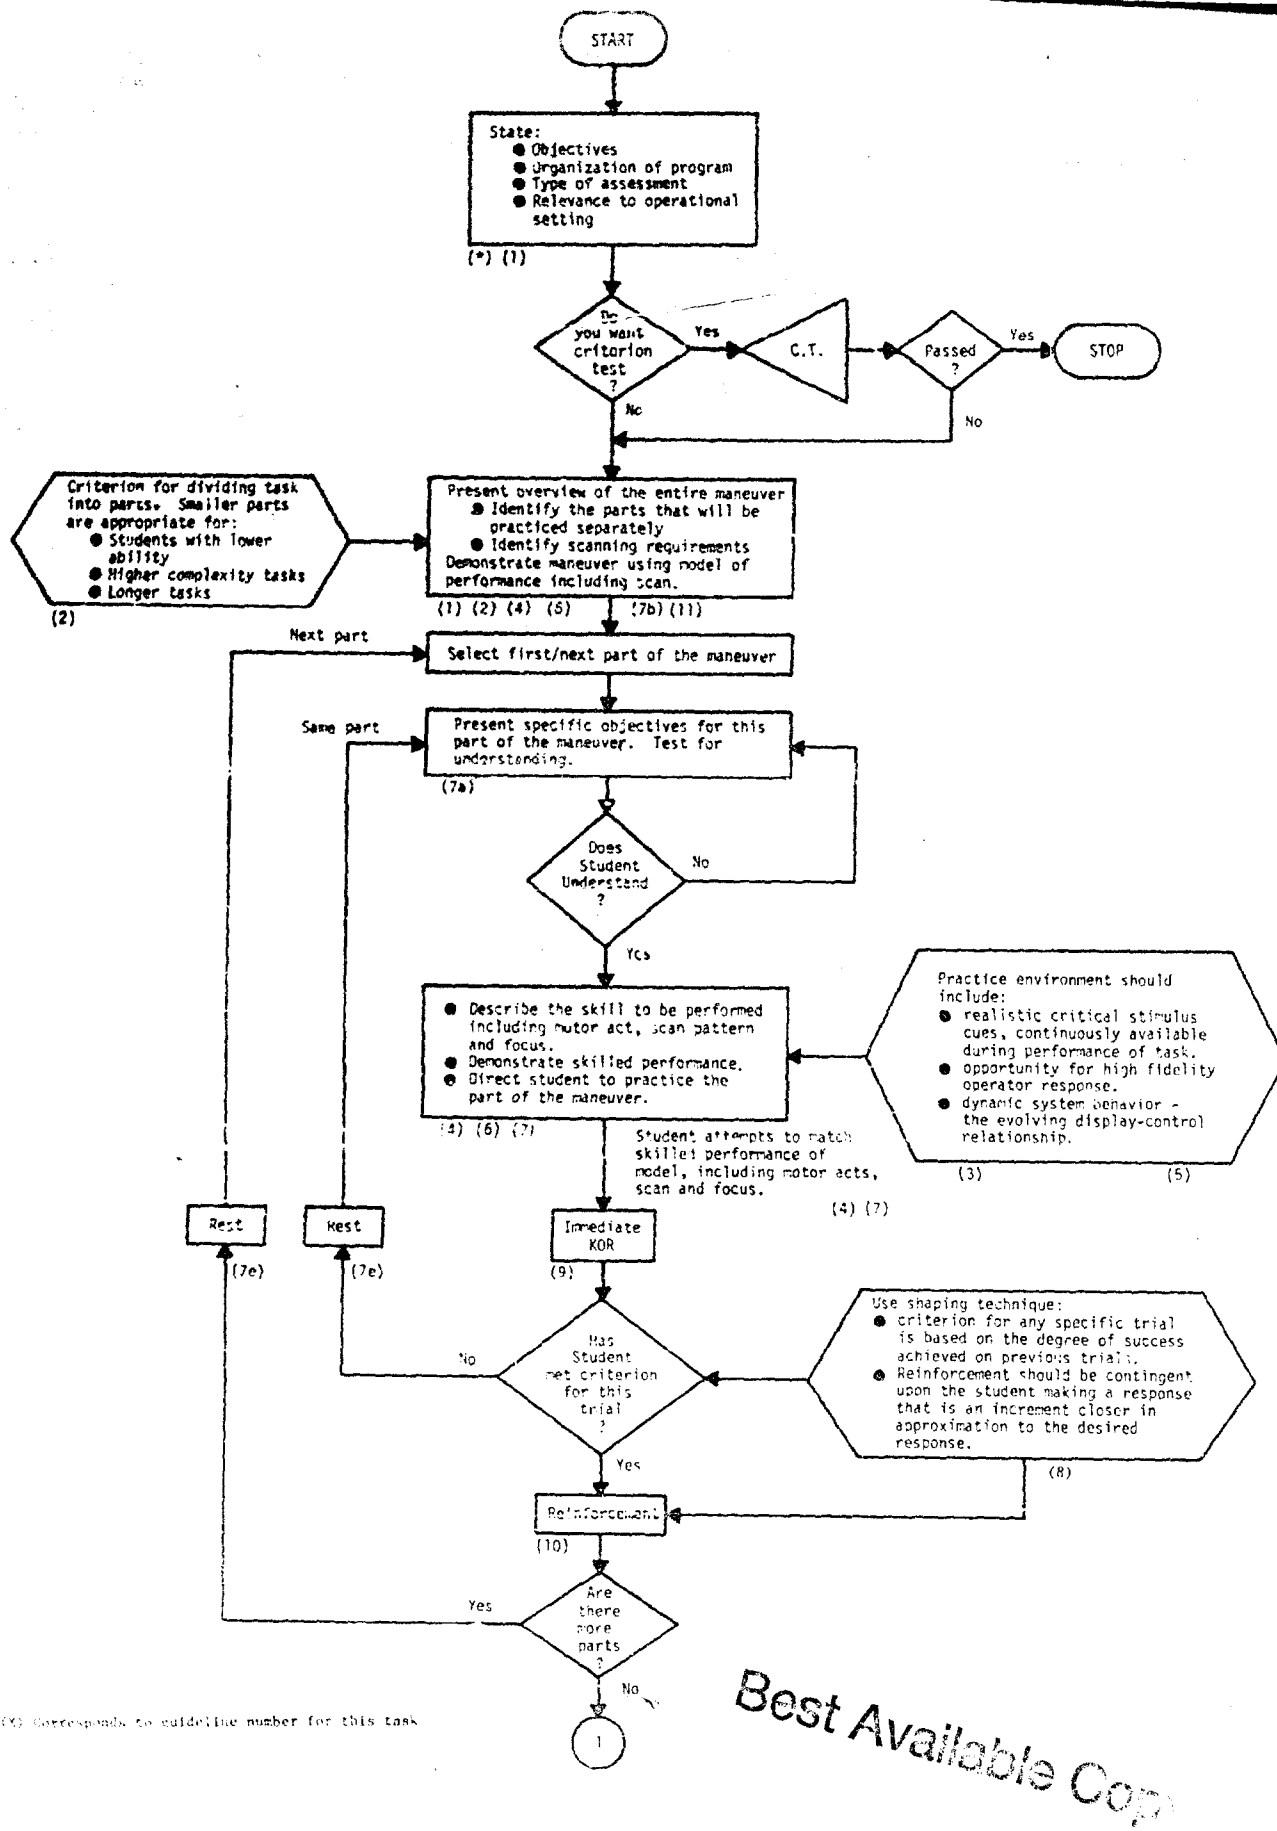 START
State:
● Objectives
● Organization of program
● Type of assessment
● Relevance to operational
setting
(*) (1)
Do
you want
criterion
test
?
Yes
C.T.
Passed
?
Yes
STOP
No
No
Criterion for dividing task
into parts. Smaller parts
are appropriate for:
● Students with lower
ability
● Higher complexity tasks
● Longer tasks
(2)
Present overview of the entire maneuver
● Identify the parts that will be
practiced separately
● Identify scanning requirements
Demonstrate maneuver using model of
performance including scan.
(1) (2) (4) (6) (7b) (11)
Next part
Select first/next part of the maneuver
Same part
Present specific objectives for this
part of the maneuver. Test for
understanding.
(7a)
Does
Student
Understand
?
No
Yes
● Describe the skill to be performed
including motor act, scan pattern
and focus.
● Demonstrate skilled performance.
● Direct student to practice the
part of the maneuver.
(4) (6) (7)
Practice environment should
include:
● realistic critical stimulus
cues, continuously available
during performance of task.
● opportunity for high fidelity
operator response.
● dynamic system behavior -
the evolving display-control
relationship.
(3) (5)
Student attempts to match
skilled performance of
model, including motor acts,
scan and focus.
(4) (7)
Rest
(7e)
Rest
(7e)
Immediate
KOR
(9)
Has
Student
met criterion
for this
trial
?
No
Yes
Use shaping technique:
● criterion for any specific trial
is based on the degree of success
achieved on previous trials.
● Reinforcement should be contingent
upon the student making a response
that is an increment closer in
approximation to the desired
response.
(8)
Reinforcement
(10)
Are
there
more
parts
?
Yes
No
1
(X) Corresponds to guideline number for this task
Best Available Copy